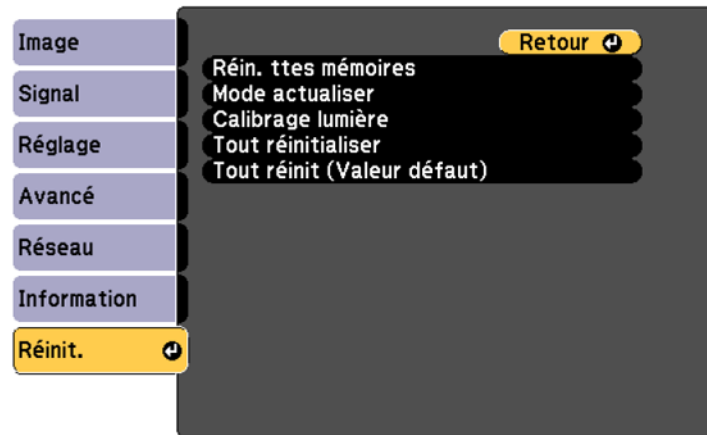 Image
Signal
Réglage
Avancé
Réseau
Information
Réinit.
Retour
Réin. ttes mémoires
Mode actualiser
Calibrage lumière
Tout réinitialiser
Tout réinit (Valeur défaut)